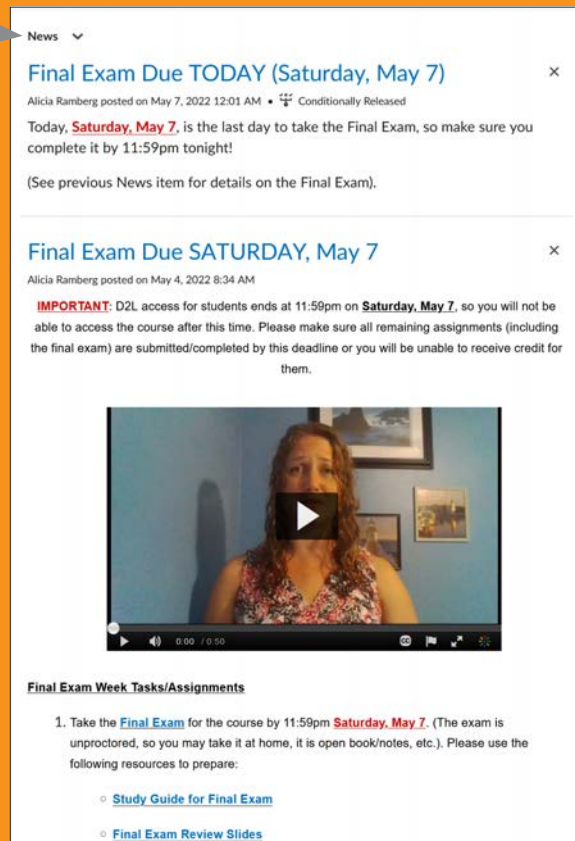 News
Final Exam Due TODAY (Saturday, May 7)
Alicia Ramberg posted on May 7, 2022 12:01 AM • Conditionally Released
Today, Saturday, May 7, is the last day to take the Final Exam, so make sure you
complete it by 11:59pm tonight!
(See previous News item for details on the Final Exam).
Final Exam Due SATURDAY, May 7
Alicia Ramberg posted on May 4, 2022 8:34 AM
IMPORTANT: D2L access for students ends at 11:59pm on Saturday, May 7, so you will not be
able to access the course after this time. Please make sure all remaining assignments (including
the final exam) are submitted/completed by this deadline or you will be unable to receive credit for
them.
0:00 / 0:50
CC
Final Exam Week Tasks/Assignments
1. Take the Final Exam for the course by 11:59pm Saturday, May 7. (The exam is
unproctored, so you may take it at home, it is open book/notes, etc.). Please use the
following resources to prepare:
Study Guide for Final Exam
Final Exam Review Slides